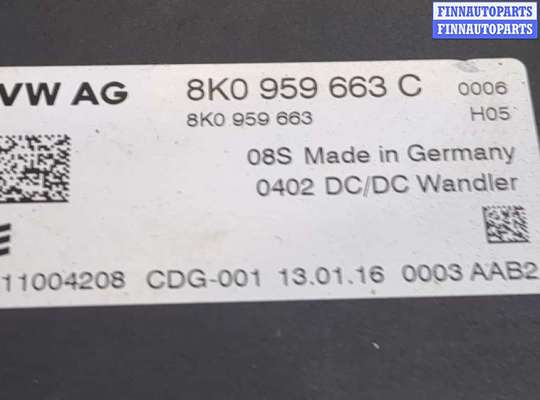 FINNAUTOPARTS
FINNAUTOPARTS
VW AG
8K0 959 663 C
0006
8K0 959 663
H05
08S Made in Germany
0402 DC/DC Wandler
11004208 CDG-001 13.01.16 0003 AAB2